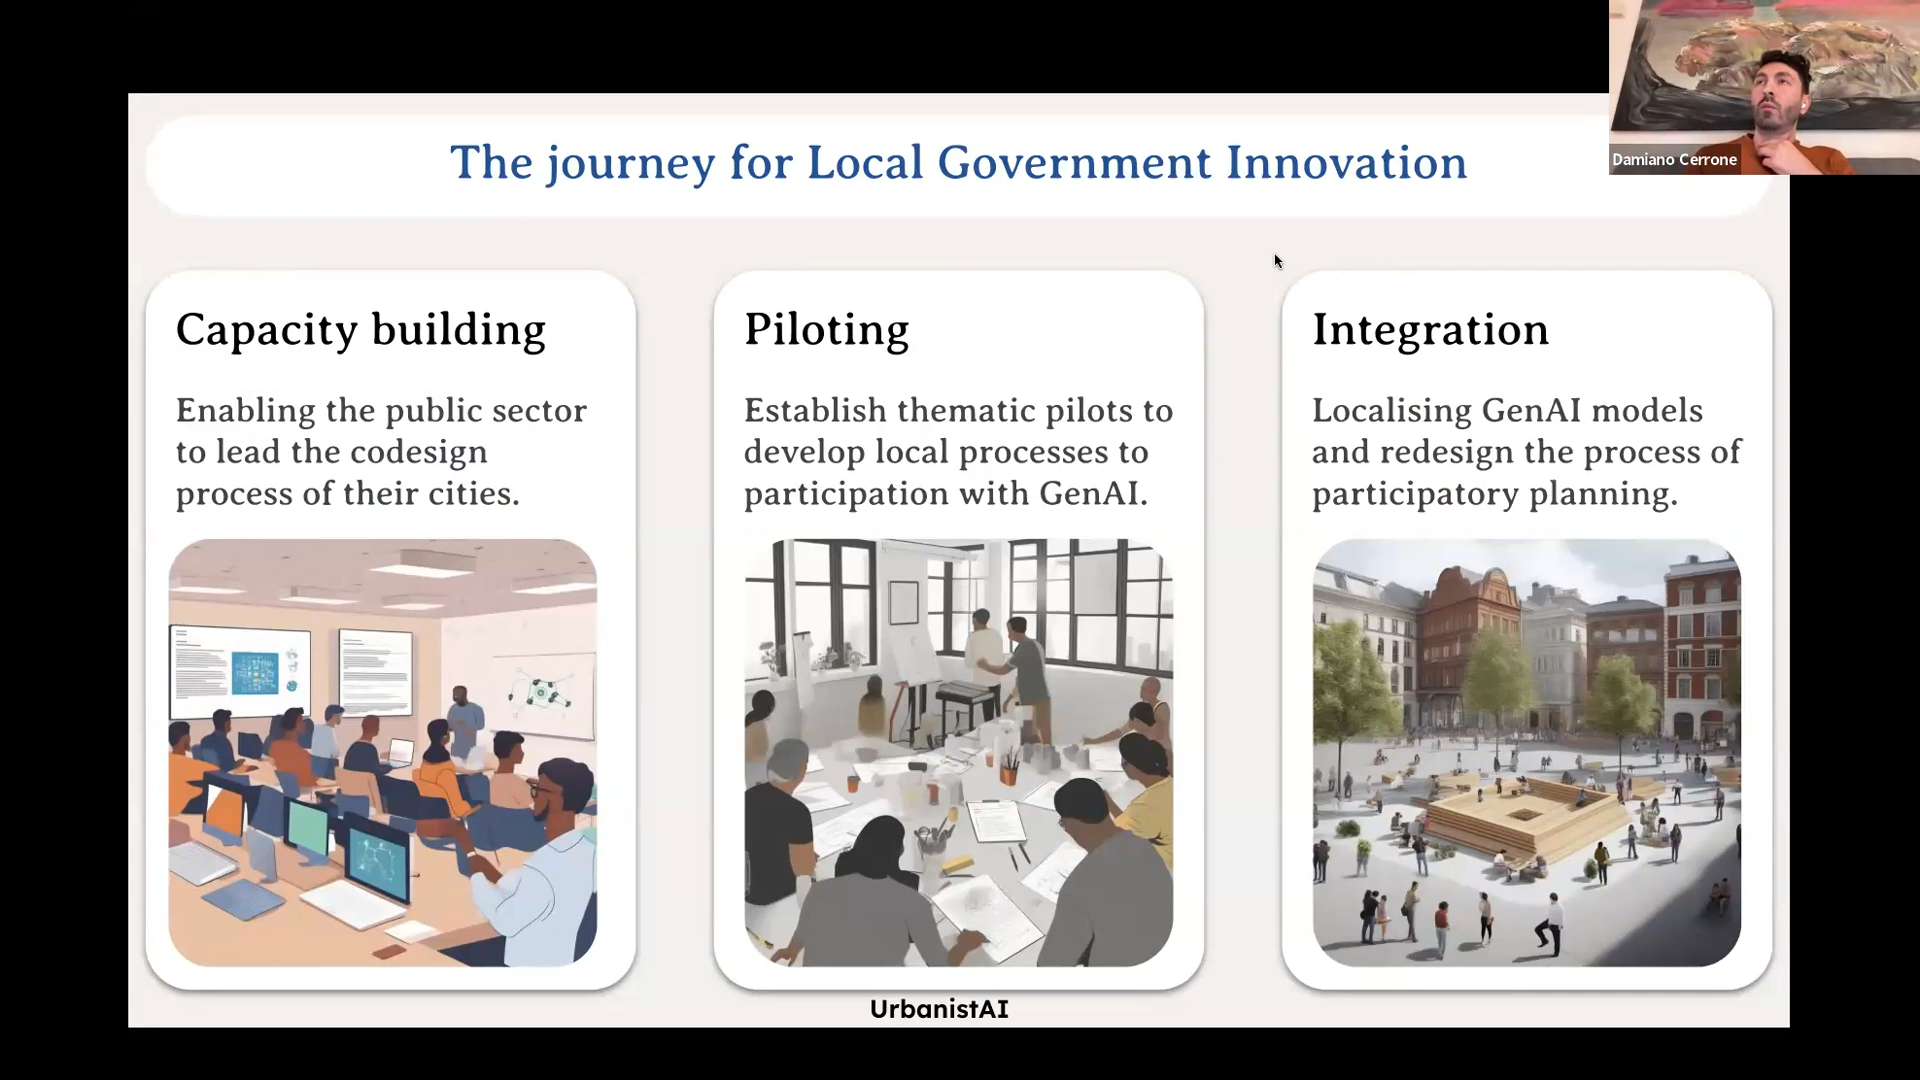 The journey for Local Government Innovation
Damiano Cerrone
Capacity building
Enabling the public sector
to lead the codesign
process of their cities.
Piloting
Establish thematic pilots to
develop local processes to
participation with GenAI.
Integration
Localising GenAI models
and redesign the process of
participatory planning.
UrbanistAI